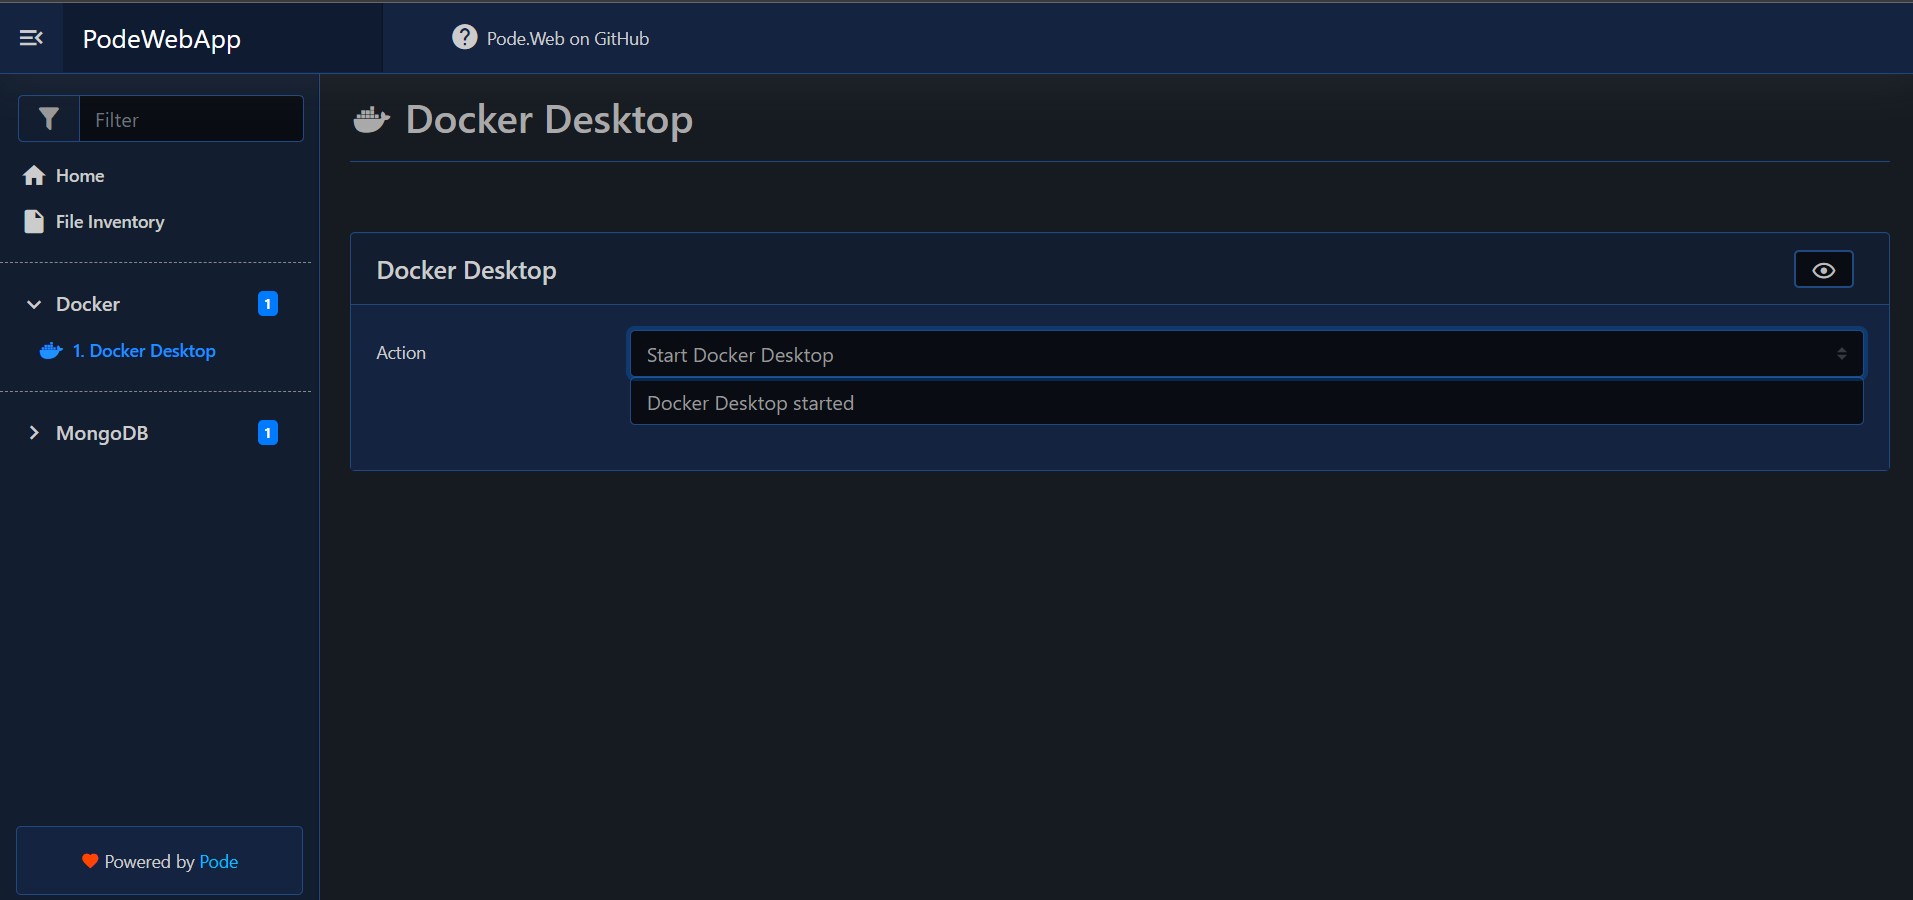 PodeWebApp
Pode.Web on GitHub
Filter
Home
File Inventory
Docker 1
1. Docker Desktop
MongoDB 1
Powered by Pode
Docker Desktop
Docker Desktop
Action
Start Docker Desktop
Docker Desktop started